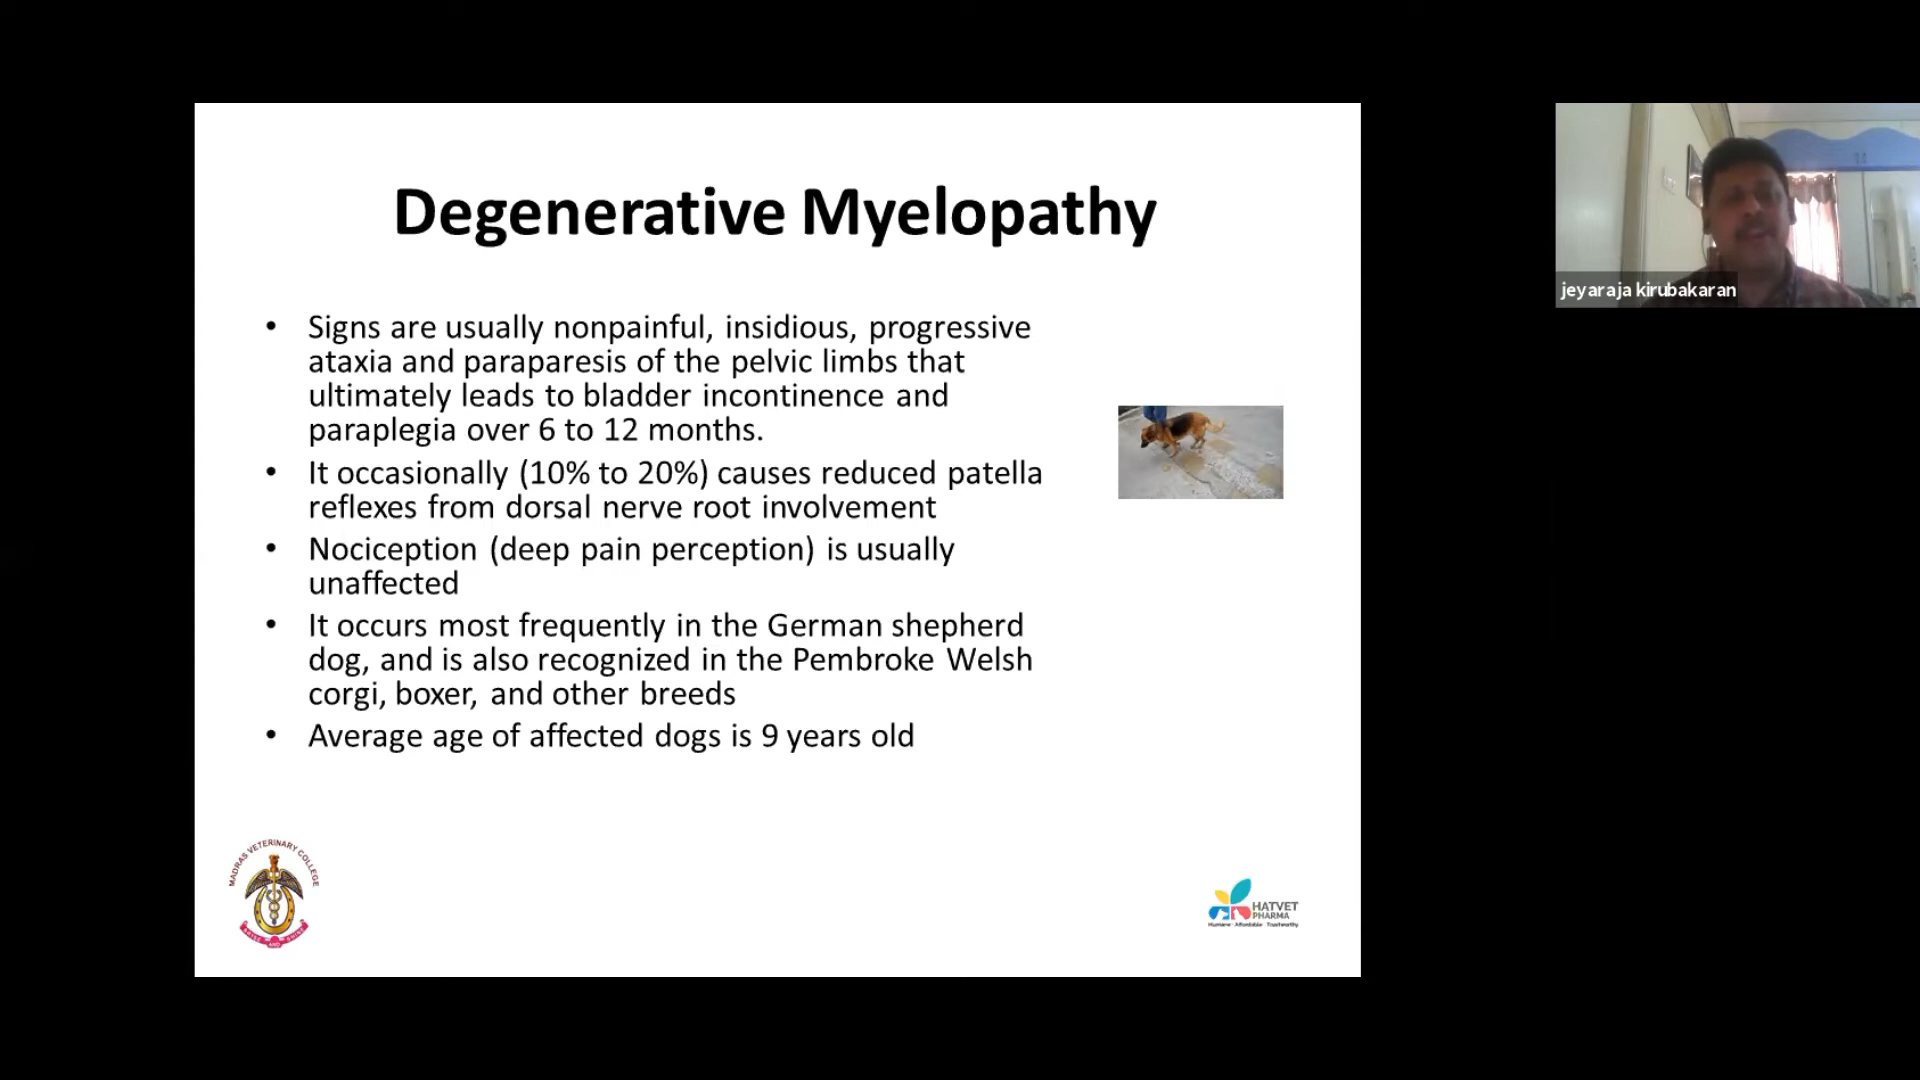 Degenerative Myelopathy
• Signs are usually nonpainful, insidious, progressive
ataxia and paraparesis of the pelvic limbs that
ultimately leads to bladder incontinence and
paraplegia over 6 to 12 months.
• It occasionally (10% to 20%) causes reduced patella
reflexes from dorsal nerve root involvement
• Nociception (deep pain perception) is usually
unaffected
• It occurs most frequently in the German shepherd
dog, and is also recognized in the Pembroke Welsh
corgi, boxer, and other breeds
• Average age of affected dogs is 9 years old
jeyaraja kirubakaran
MADRAS VETERINARY COLLEGE
AND
HATVET
PHARMA
Humane · Affordable · Trustworthy